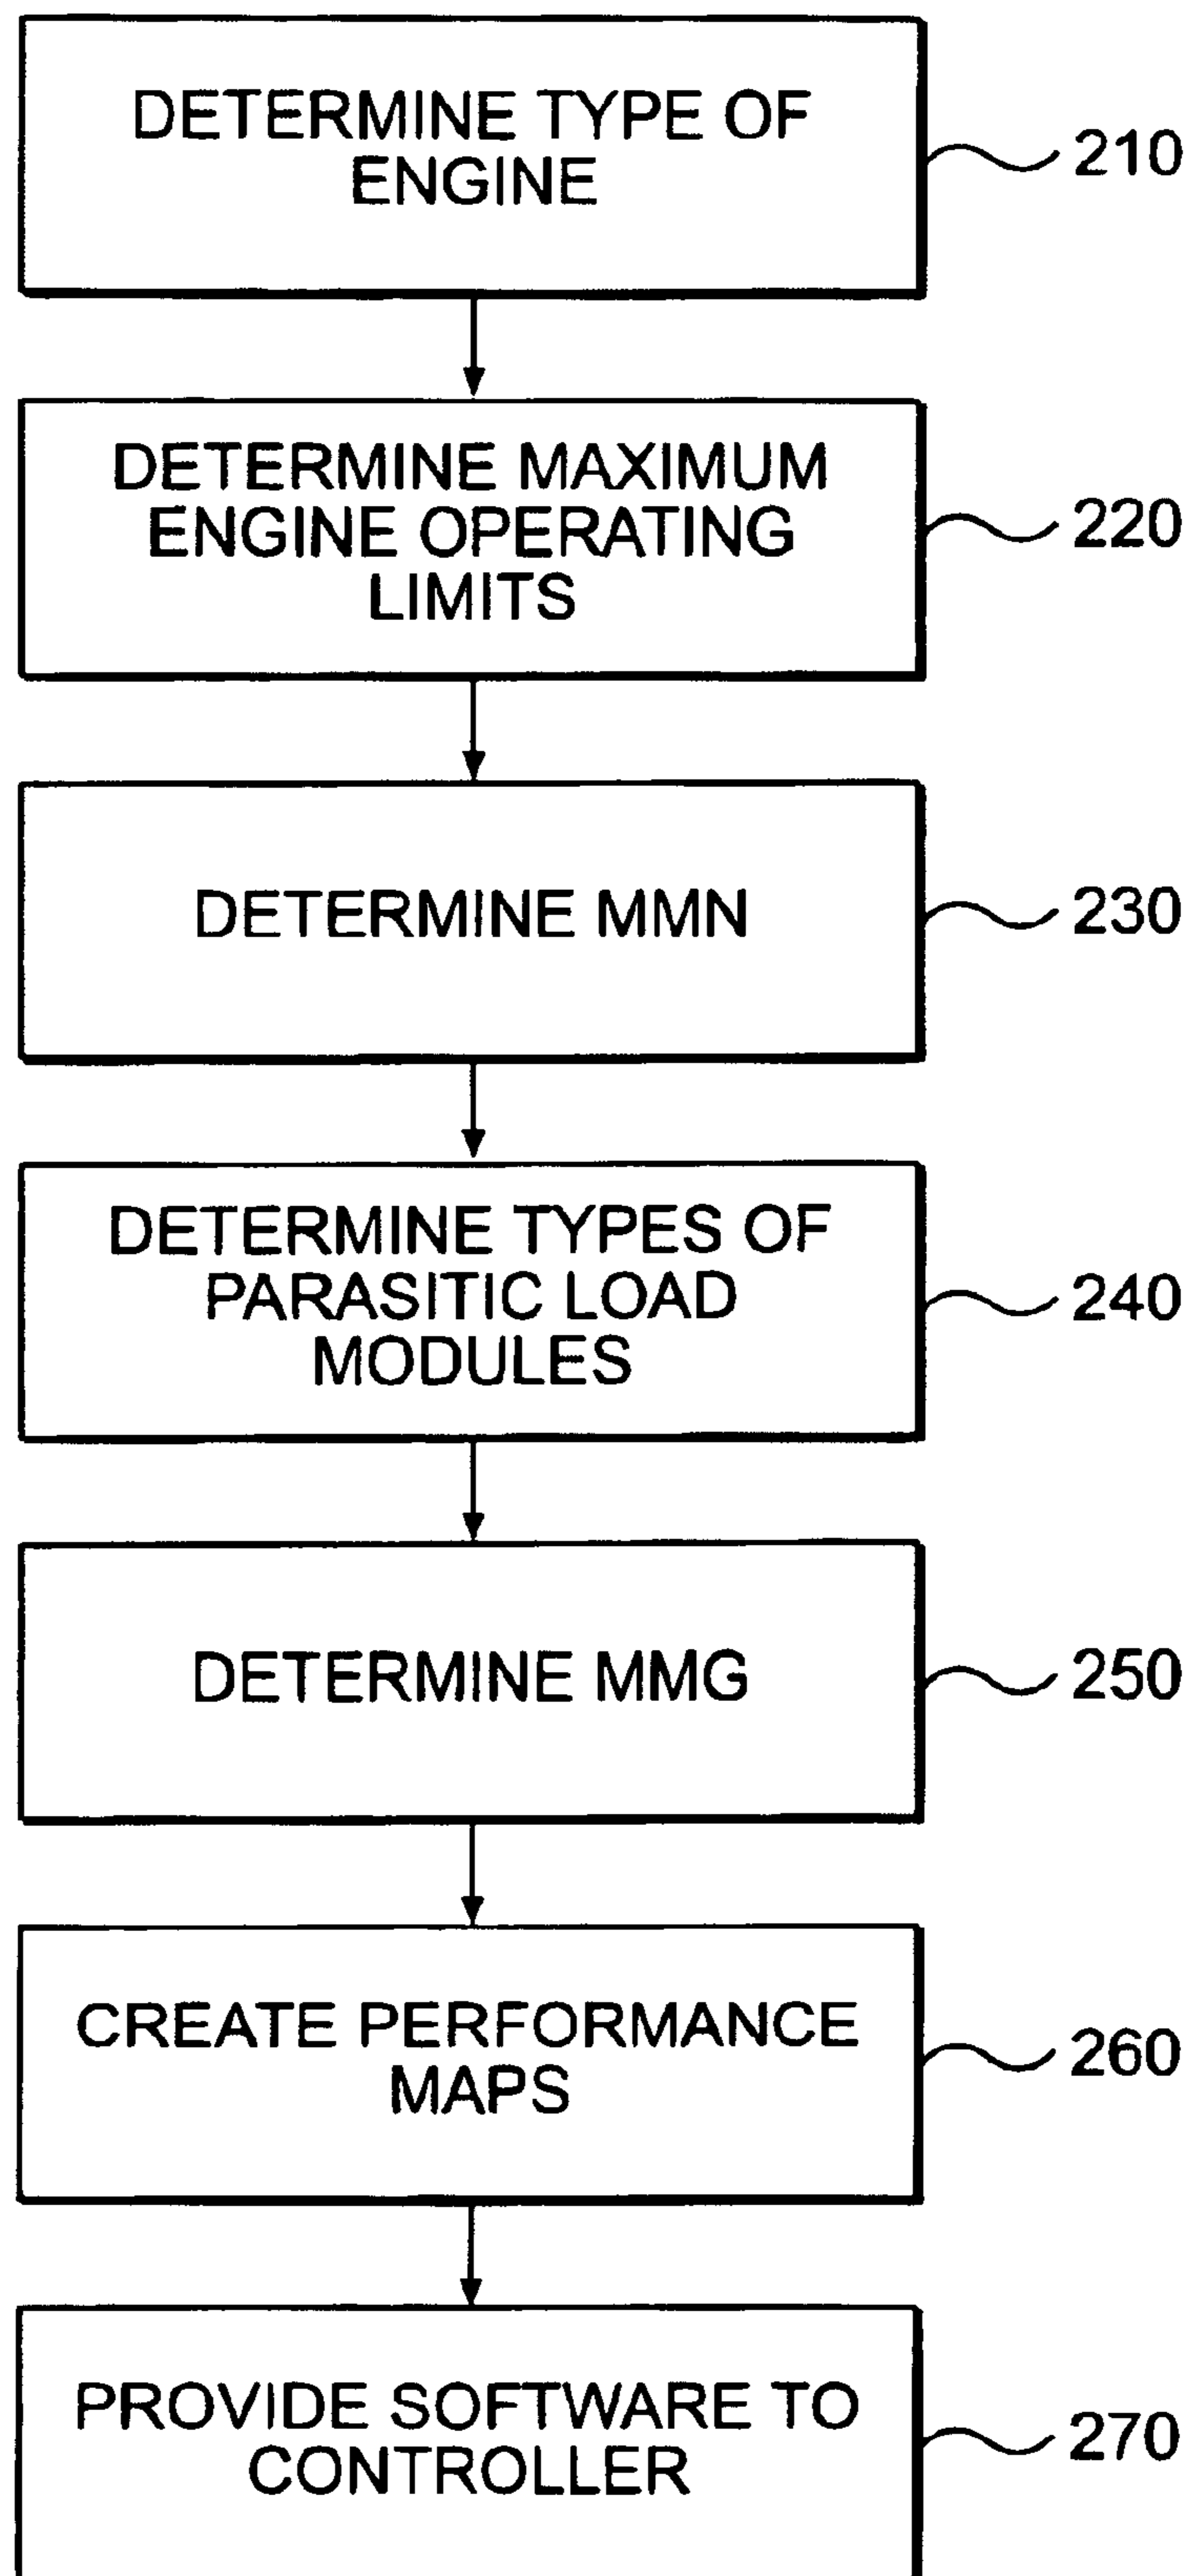 DETERMINE TYPE OF
ENGINE
210
DETERMINE MAXIMUM
ENGINE OPERATING
LIMITS
220
DETERMINE MMN
230
DETERMINE TYPES OF
PARASITIC LOAD
MODULES
240
DETERMINE MMG
250
CREATE PERFORMANCE
MAPS
260
PROVIDE SOFTWARE TO
CONTROLLER
270